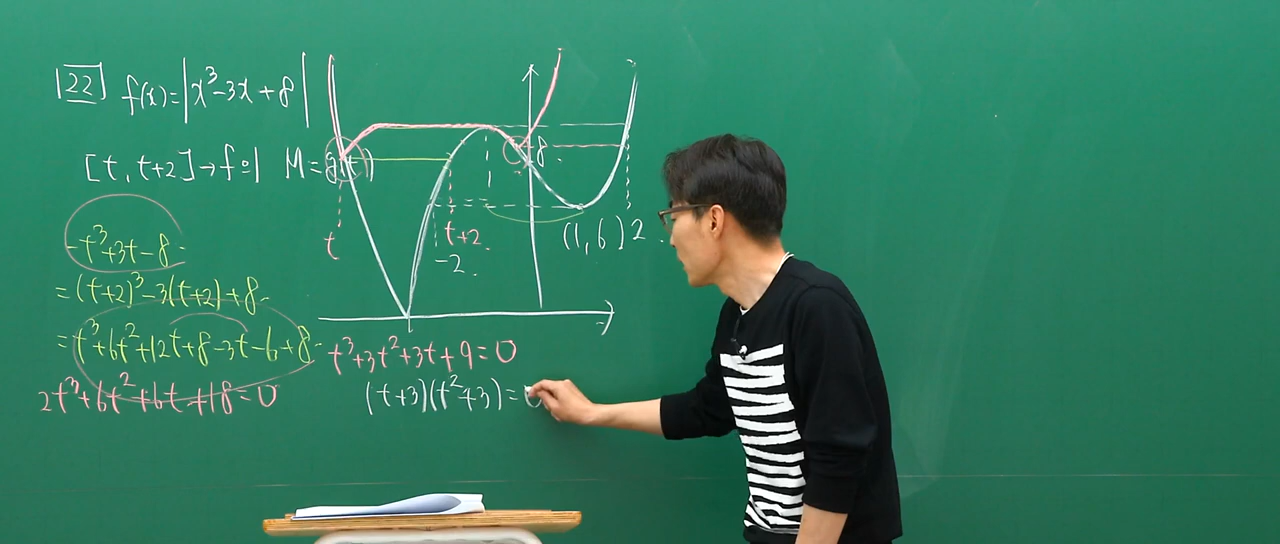 22 f(x)=|x³-3x+8|
[t, t+2]→f의 M=g(t)
-t³+3t-8
=(t+2)³-3(t+2)+8
=t³+6t²+12t+8-3t-6+8
2t³+6t²+6t+18=0
t
t+2
-2
8
(1,6)
2
t³+3t²+3t+9=0
(t+3)(t²+3)=0